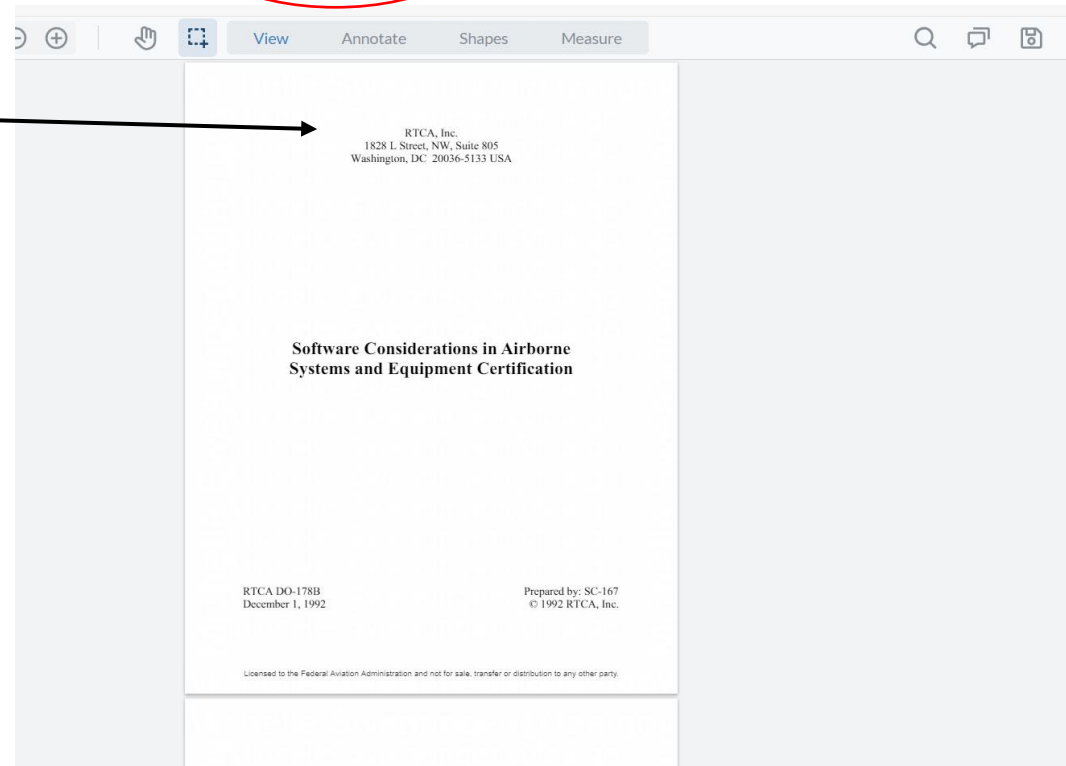 View Annotate Shapes Measure
RTCA, Inc.
1828 L Street, NW, Suite 805
Washington, DC 20036-5133 USA
Software Considerations in Airborne
Systems and Equipment Certification
RTCA DO-178B
December 1, 1992
Prepared by: SC-167
© 1992 RTCA, Inc.
Licensed to the Federal Aviation Administration and not for sale, transfer or distribution to any other party.